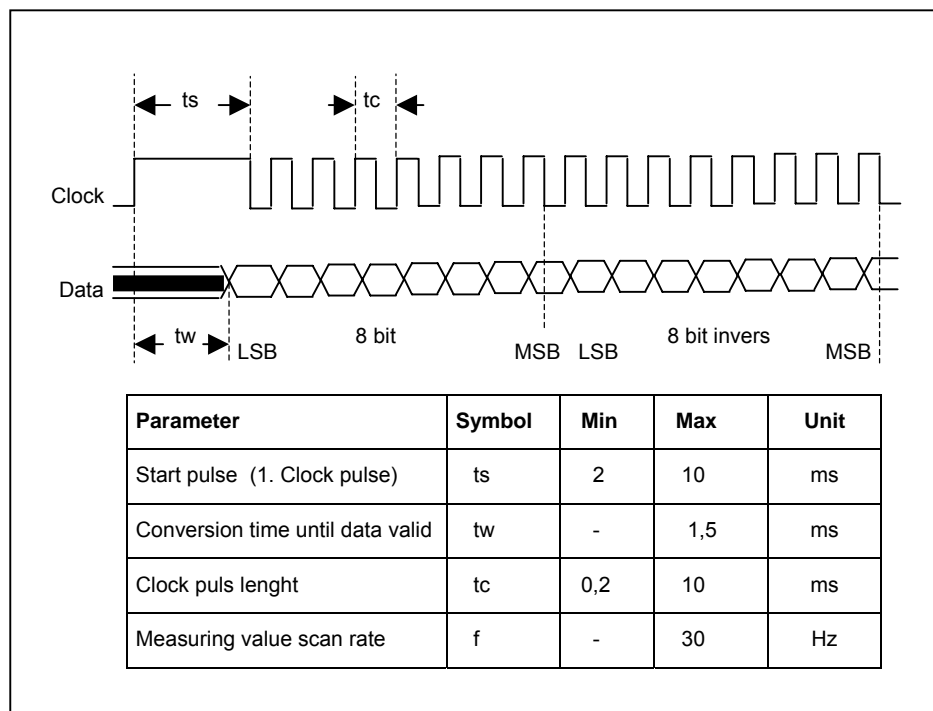 ts tc
Clock
Data
tw LSB 8 bit MSB LSB 8 bit invers MSB
Parameter Symbol Min Max Unit
Start pulse (1. Clock pulse) ts 2 10 ms
Conversion time until data valid tw - 1,5 ms
Clock puls lenght tc 0,2 10 ms
Measuring value scan rate f - 30 Hz